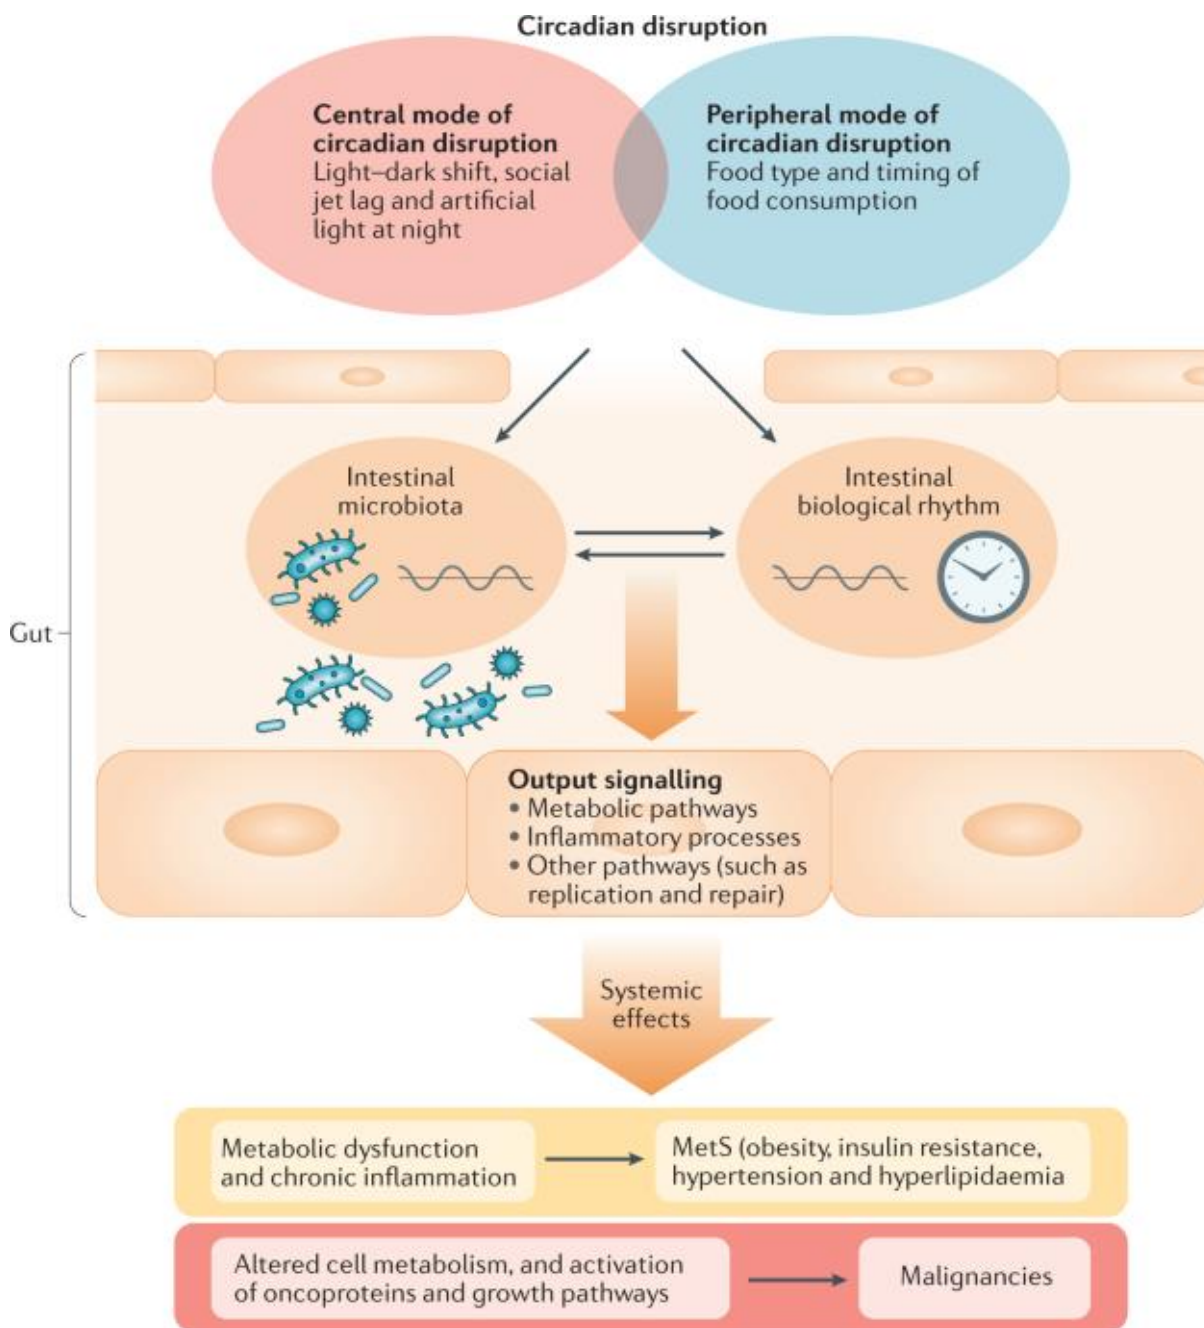 Circadian disruption
Central mode of
circadian disruption
Light–dark shift, social
jet lag and artificial
light at night
Peripheral mode of
circadian disruption
Food type and timing of
food consumption
Gut
Intestinal
microbiota
Intestinal
biological rhythm
Output signalling
• Metabolic pathways
• Inflammatory processes
• Other pathways (such as
replication and repair)
Systemic
effects
Metabolic dysfunction
and chronic inflammation
MetS (obesity, insulin resistance,
hypertension and hyperlipidaemia
Altered cell metabolism, and activation
of oncoproteins and growth pathways
Malignancies